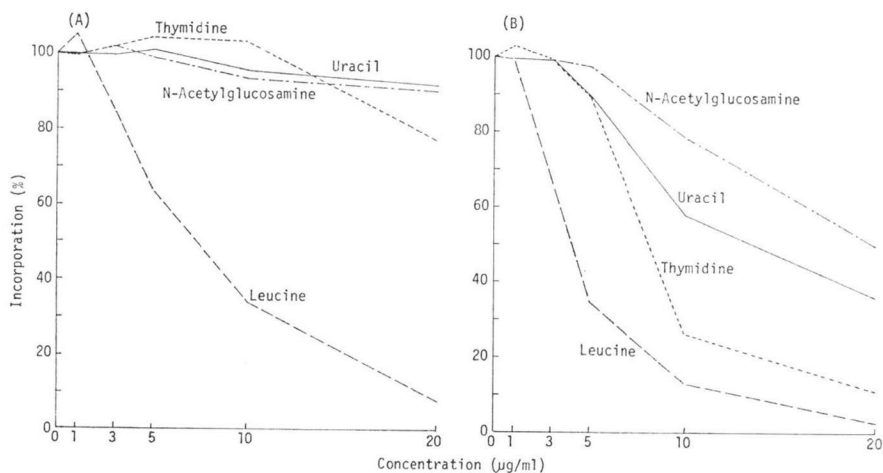 (A)
Thymidine
Uracil
N-Acetylglucosamine
Leucine
Incorporation (%)
100
80
60
40
20
0
0 1 3 5 10 20
(B)
N-Acetylglucosamine
Uracil
Thymidine
Leucine
100
80
60
40
20
0
0 1 3 5 10 20
Concentration (µg/ml)